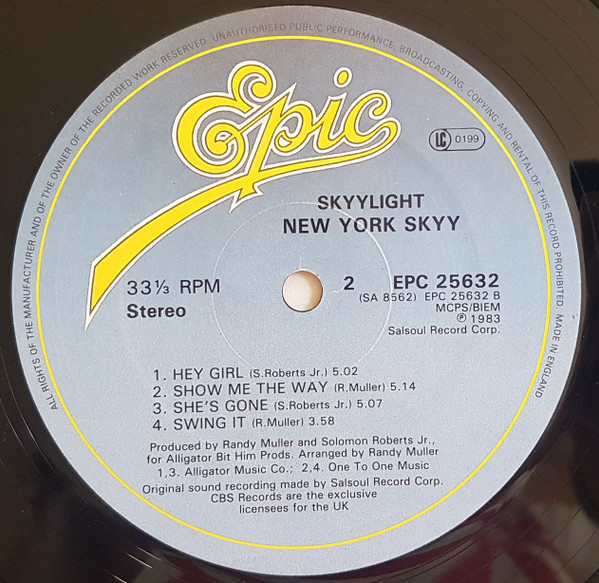 ALL RIGHTS OF THE MANUFACTURER AND OF THE OWNER OF THE RECORDED WORK RESERVED. UNAUTHORISED PUBLIC PERFORMANCE, BROADCASTING, COPYING AND RENTAL OF THIS RECORD PROHIBITED. MADE IN ENGLAND
Epic
LC 0199
SKYYLIGHT
NEW YORK SKYY
33⅓ RPM
Stereo
2
EPC 25632
(SA 8562) EPC 25632 B
MCPS/BIEM
℗ 1983
Salsoul Record Corp.
1. HEY GIRL (S.Roberts Jr.) 5.02
2. SHOW ME THE WAY (R.Muller) 5.14
3. SHE'S GONE (S.Roberts Jr.) 5.07
4. SWING IT (R.Muller) 3.58
Produced by Randy Muller and Solomon Roberts Jr.,
for Alligator Bit Him Prods. Arranged by Randy Muller
1,3. Alligator Music Co.; 2,4. One To One Music
Original sound recording made by Salsoul Record Corp.
CBS Records are the exclusive
licensees for the UK